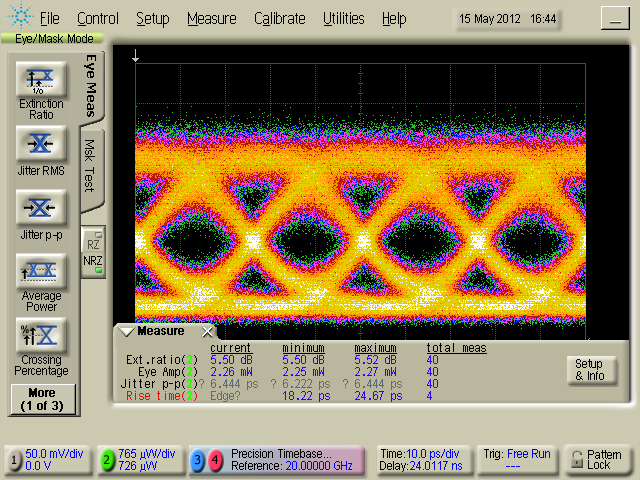 File Control Setup Measure Calibrate Utilities Help 15 May 2012 16:44
Eye/Mask Mode
Eye Meas
Msk Test
1/0
Extinction
Ratio
Jitter RMS
Jitter p-p
RZ
NRZ
Average
Power
%
Crossing
Percentage
More
(1 of 3)
Measure
current minimum maximum total meas
Ext.ratio(2) 5.50 dB 5.50 dB 5.52 dB 40
Eye Amp(2) 2.26 mW 2.25 mW 2.27 mW 40
Jitter p-p(2) ? 6.444 ps ? 6.222 ps ? 6.444 ps 40
Rise time(2) Edge? 18.22 ps 24.67 ps 4
Setup
& Info
1 50.0 mV/div
0.0 V
2 765 µW/div
726 µW
3 4 Precision Timebase...
Reference: 20.00000 GHz
Time:10.0 ps/div
Delay:24.0117 ns
Trig: Free Run
---
Pattern
Lock